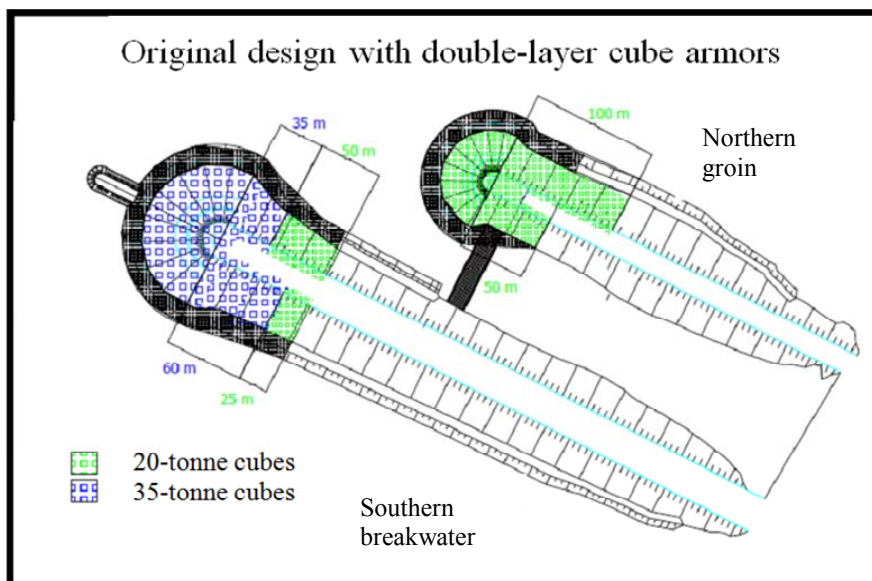 Original design with double-layer cube armors
35 m
50 m
100 m
Northern
groin
50 m
60 m
25 m
20-tonne cubes
35-tonne cubes
Southern
breakwater